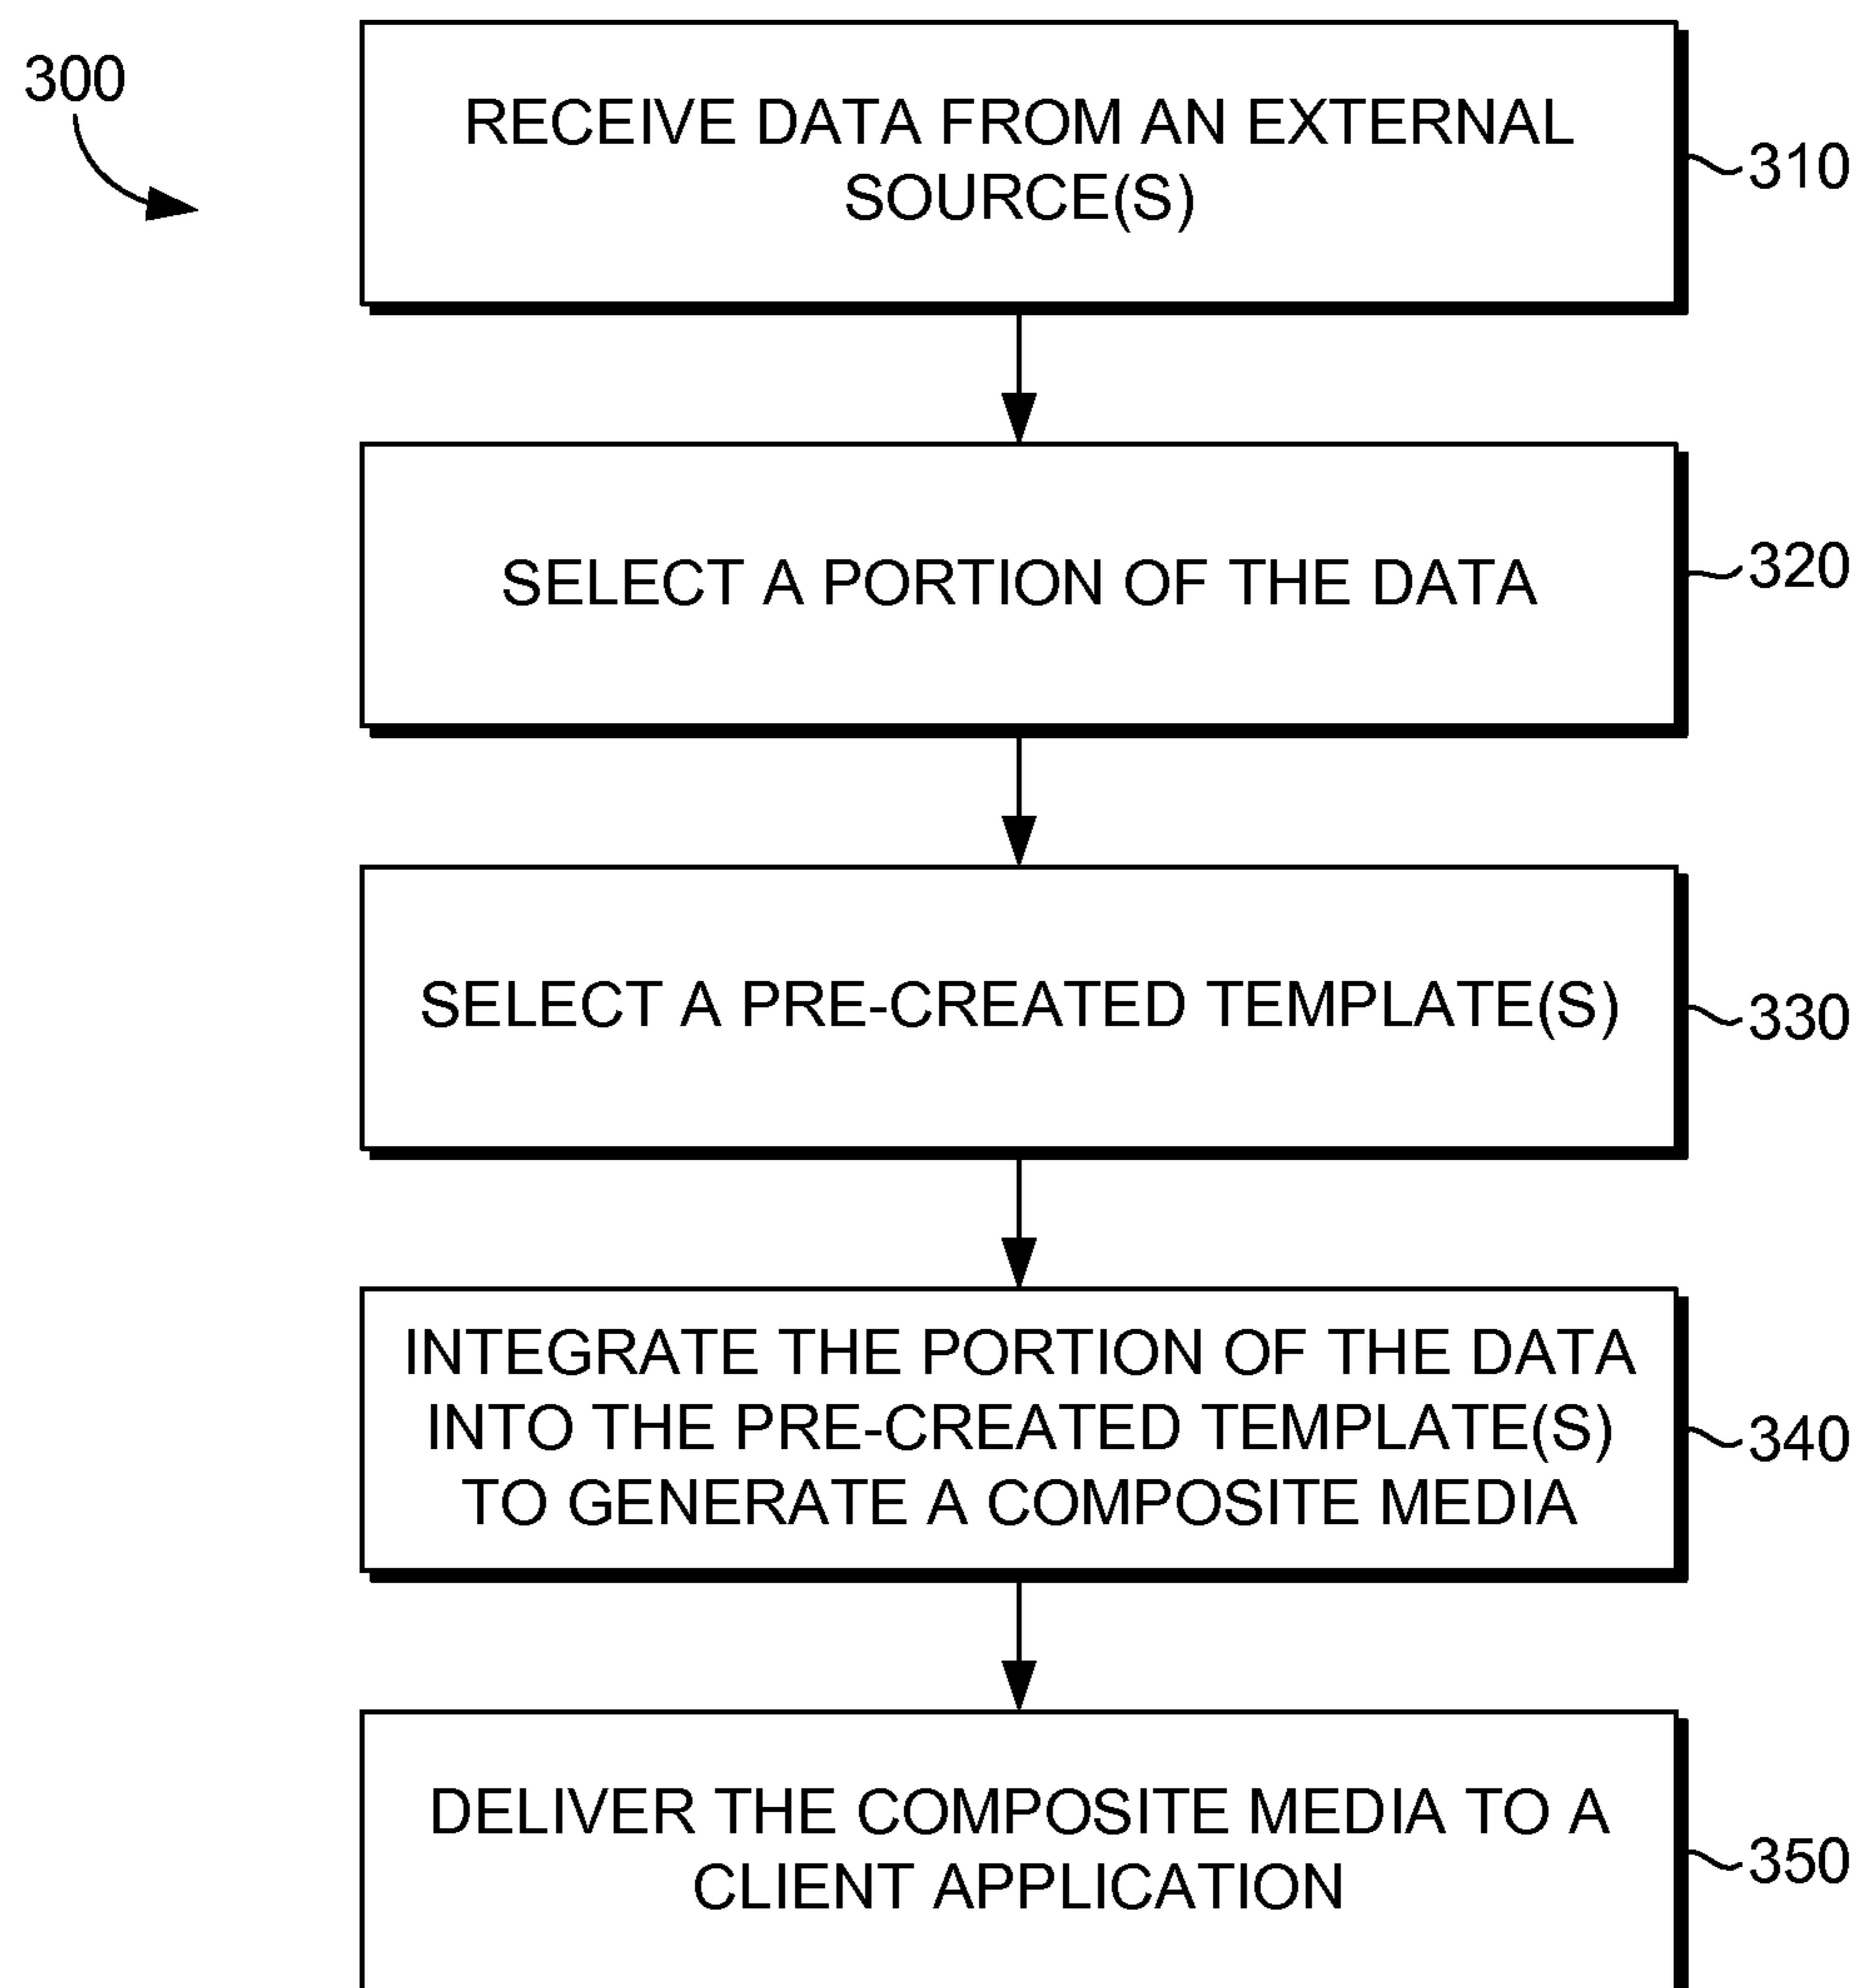 300
RECEIVE DATA FROM AN EXTERNAL
SOURCE(S)
310
SELECT A PORTION OF THE DATA
320
SELECT A PRE-CREATED TEMPLATE(S)
330
INTEGRATE THE PORTION OF THE DATA
INTO THE PRE-CREATED TEMPLATE(S)
TO GENERATE A COMPOSITE MEDIA
340
DELIVER THE COMPOSITE MEDIA TO A
CLIENT APPLICATION
350